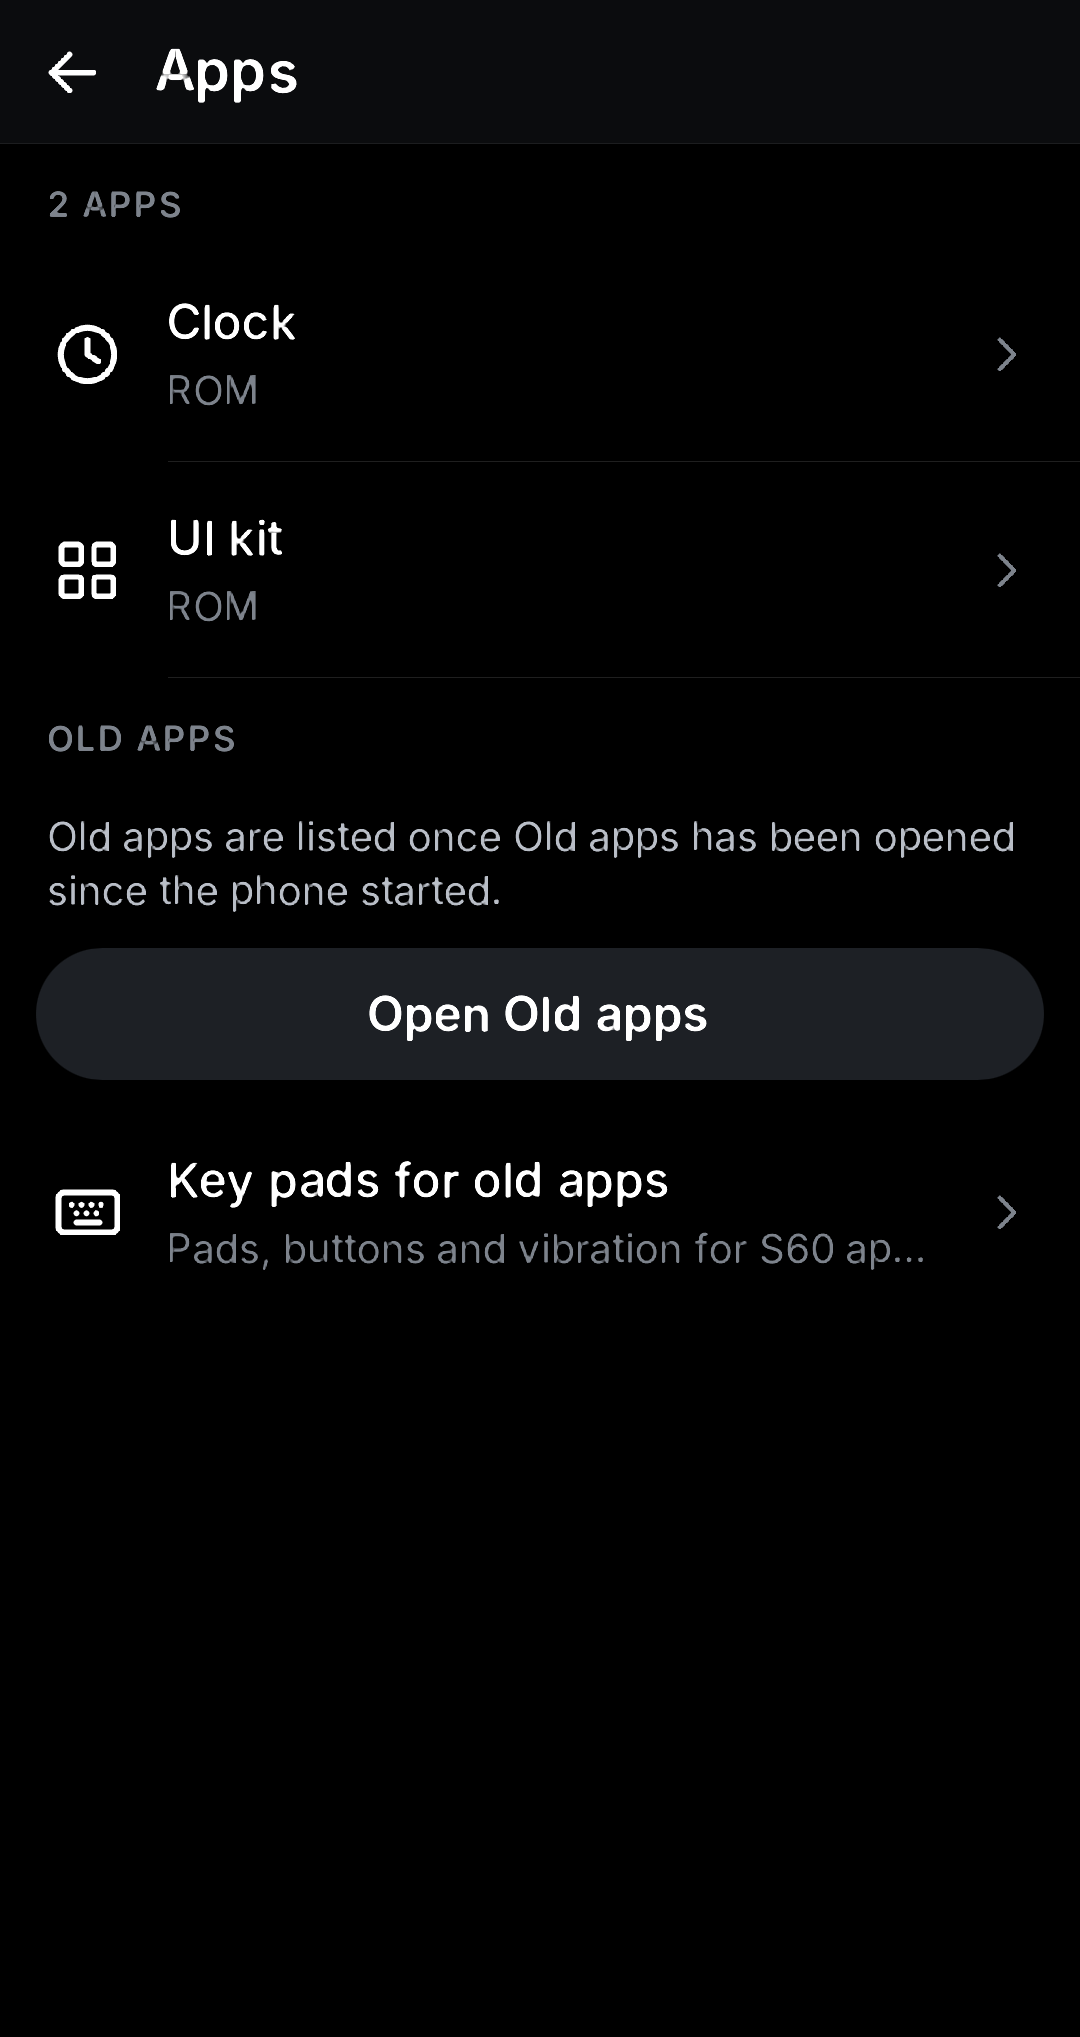 Apps
2 APPS
Clock
ROM
UI kit
ROM
OLD APPS
Old apps are listed once Old apps has been opened
since the phone started.
Open Old apps
Key pads for old apps
Pads, buttons and vibration for S60 ap...